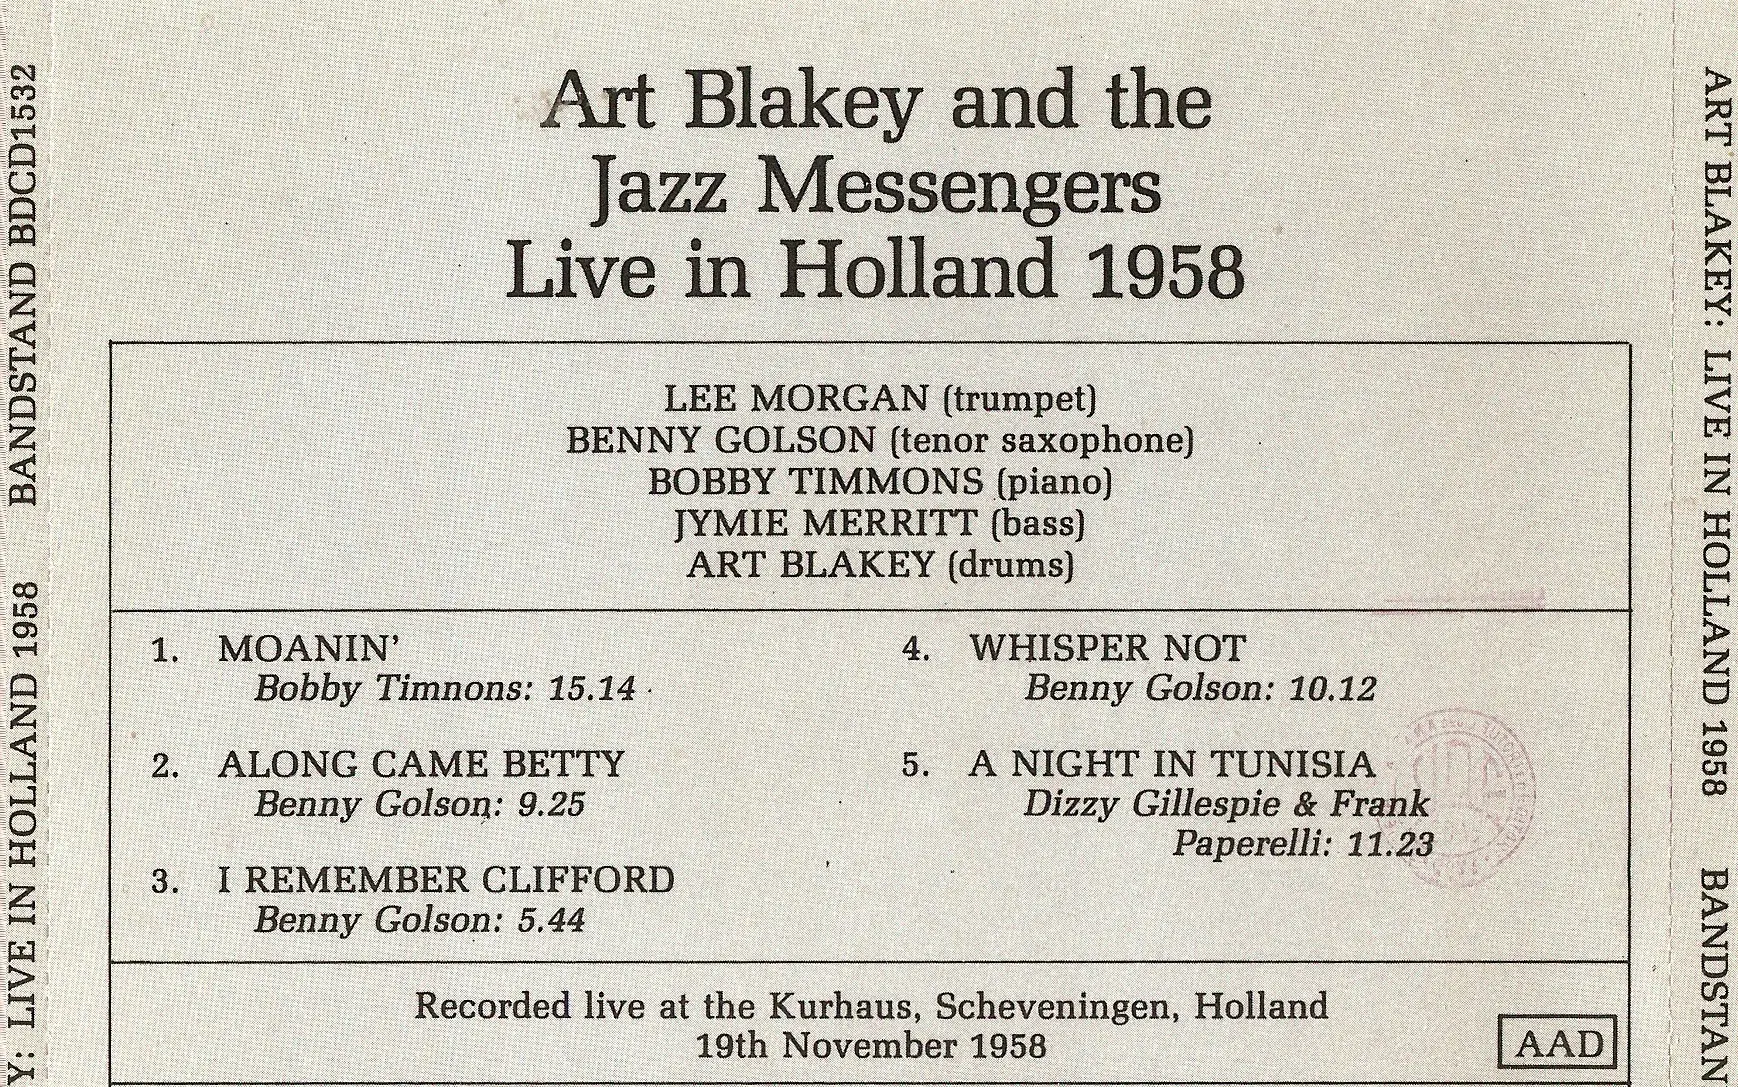 Art Blakey and the
Jazz Messengers
Live in Holland 1958
LEE MORGAN (trumpet)
BENNY GOLSON (tenor saxophone)
BOBBY TIMMONS (piano)
JYMIE MERRITT (bass)
ART BLAKEY (drums)
1. MOANIN'
Bobby Timnons: 15.14
2. ALONG CAME BETTY
Benny Golson: 9.25
3. I REMEMBER CLIFFORD
Benny Golson: 5.44
4. WHISPER NOT
Benny Golson: 10.12
5. A NIGHT IN TUNISIA
Dizzy Gillespie & Frank
Paperelli: 11.23
Recorded live at the Kurhaus, Scheveningen, Holland
19th November 1958
AAD
Y: LIVE IN HOLLAND 1958 BANDSTAND BDCD1532
ART BLAKEY: LIVE IN HOLLAND 1958 BANDSTAN